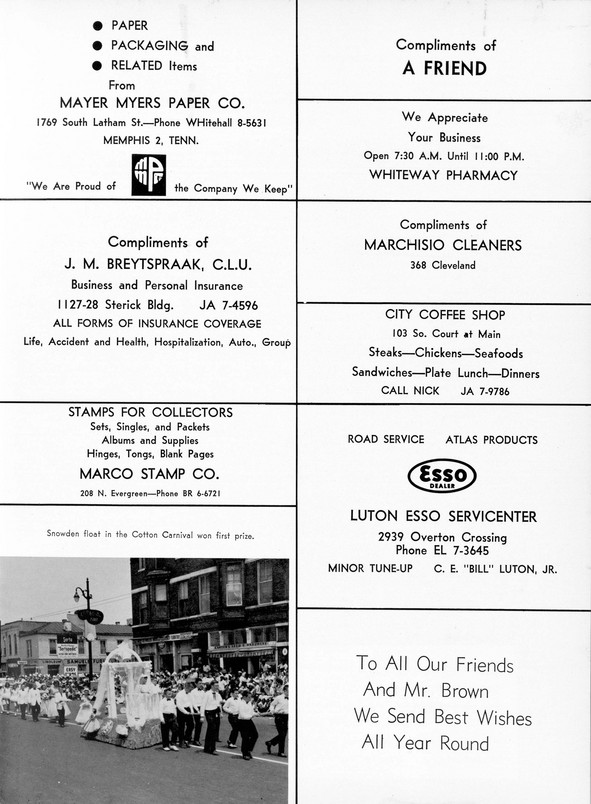 PAPER
PACKAGING and
RELATED Items
From
MAYER MYERS PAPER CO.
1769 South Latham St.—Phone WHitehall 8-5631
MEMPHIS 2, TENN.
"We Are Proud of the Company We Keep"
Compliments of
J. M. BREYTSPRAAK, C.L.U.
Business and Personal Insurance
1127-28 Sterick Bldg. JA 7-4596
ALL FORMS OF INSURANCE COVERAGE
Life, Accident and Health, Hospitalization, Auto., Group
STAMPS FOR COLLECTORS
Sets, Singles, and Packets
Albums and Supplies
Hinges, Tongs, Blank Pages
MARCO STAMP CO.
208 N. Evergreen—Phone BR 6-6721
Snowden float in the Cotton Carnival won first prize.
Compliments of
A FRIEND
We Appreciate
Your Business
Open 7:30 A.M. Until 11:00 P.M.
WHITEWAY PHARMACY
Compliments of
MARCHISIO CLEANERS
368 Cleveland
CITY COFFEE SHOP
103 So. Court at Main
Steaks—Chickens—Seafoods
Sandwiches—Plate Lunch—Dinners
CALL NICK JA 7-9786
ROAD SERVICE ATLAS PRODUCTS
Esso
DEALER
LUTON ESSO SERVICENTER
2939 Overton Crossing
Phone EL 7-3645
MINOR TUNE-UP C. E. "BILL" LUTON, JR.
To All Our Friends
And Mr. Brown
We Send Best Wishes
All Year Round